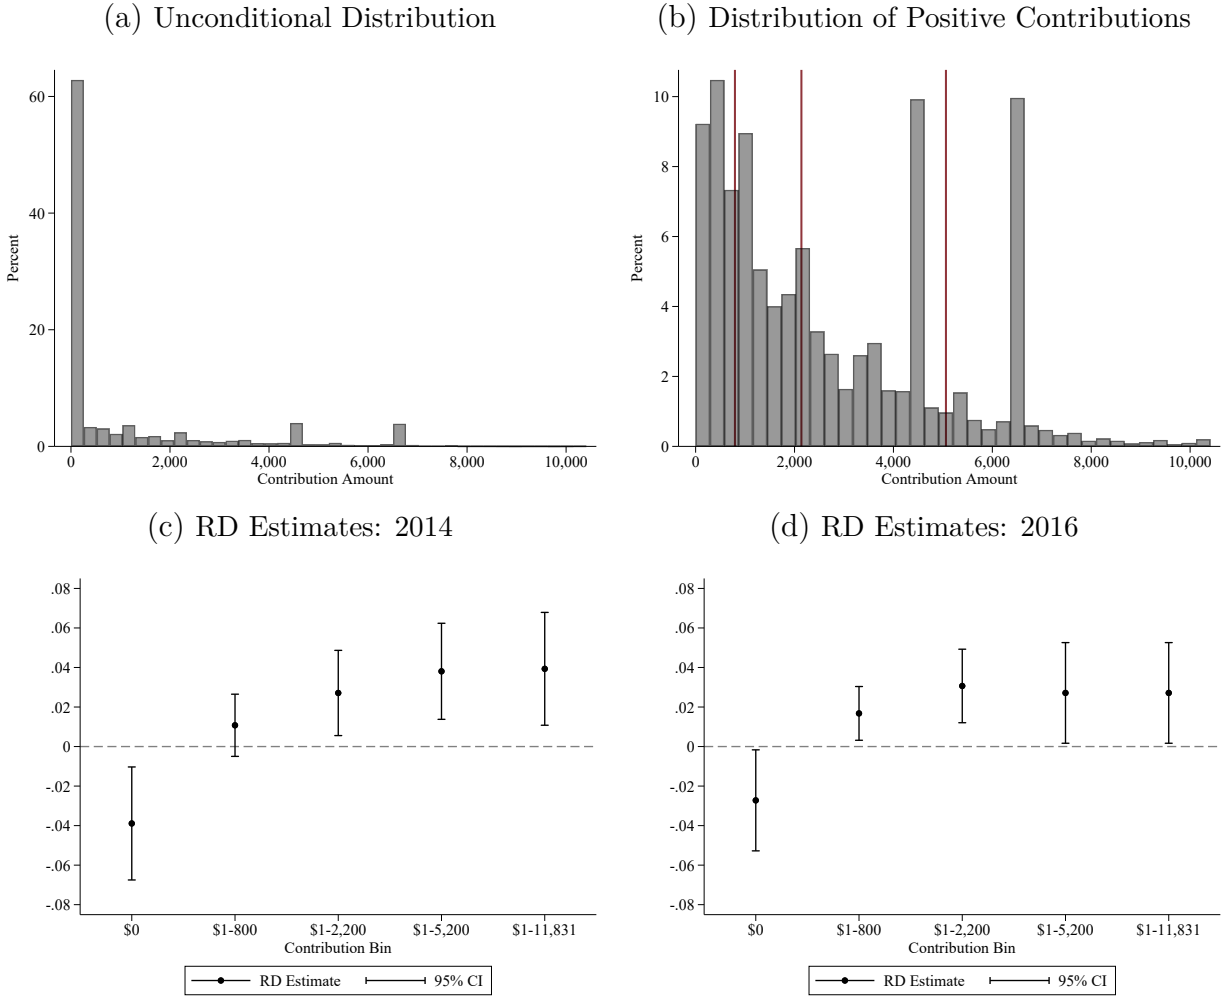 (a) Unconditional Distribution
60
40
20
0
Percent
0 2,000 4,000 6,000 8,000 10,000
Contribution Amount
(b) Distribution of Positive Contributions
10
8
6
4
2
0
Percent
0 2,000 4,000 6,000 8,000 10,000
Contribution Amount
(c) RD Estimates: 2014
.08
.06
.04
.02
0
-.02
-.04
-.06
-.08
$0 $1-800 $1-2,200 $1-5,200 $1-11,831
Contribution Bin
RD Estimate 95% CI
(d) RD Estimates: 2016
.08
.06
.04
.02
0
-.02
-.04
-.06
-.08
$0 $1-800 $1-2,200 $1-5,200 $1-11,831
Contribution Bin
RD Estimate 95% CI